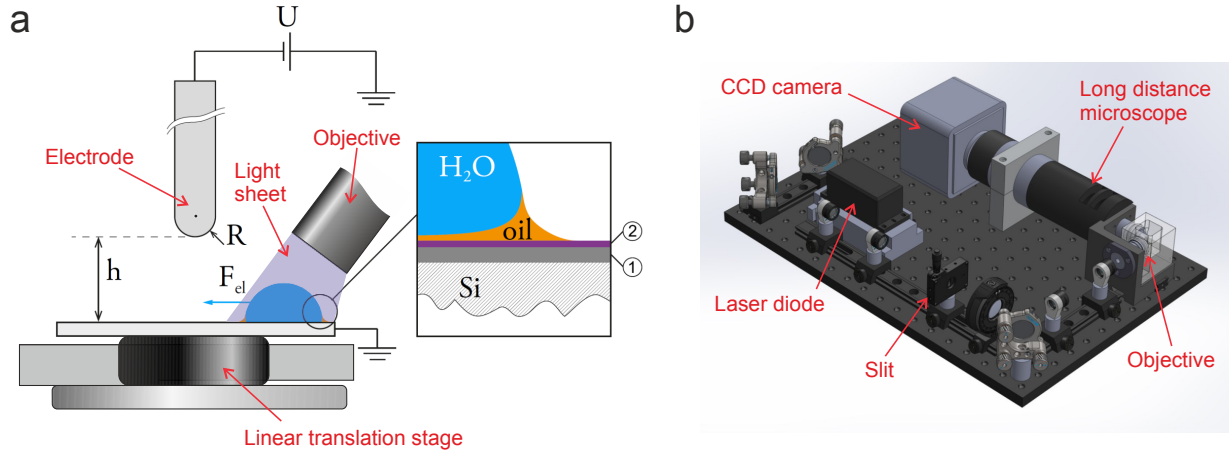 a
U
Electrode
Light
sheet
Objective
R
h
F_el
H₂O
oil
②
①
Si
Linear translation stage
b
CCD camera
Long distance
microscope
Laser diode
Slit
Objective